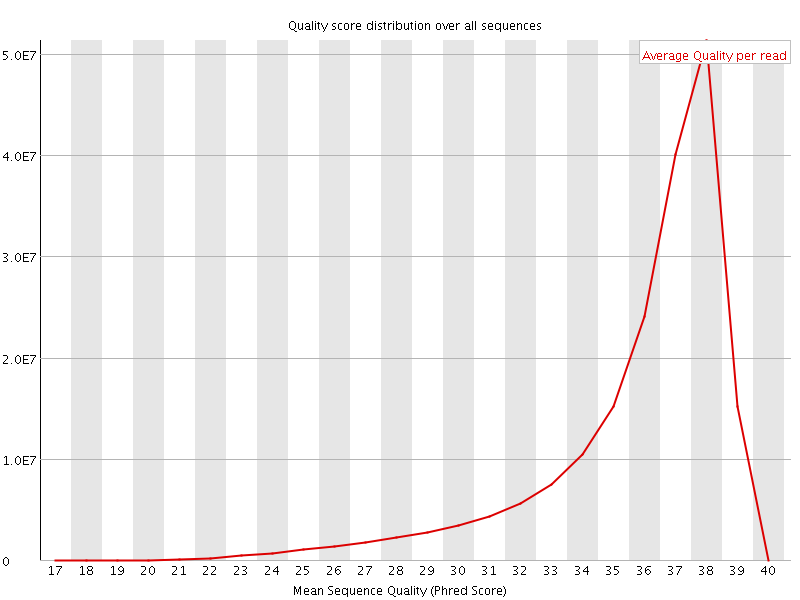 Quality score distribution over all sequences
Average Quality per read
5.0E7
4.0E7
3.0E7
2.0E7
1.0E7
0
17 18 19 20 21 22 23 24 25 26 27 28 29 30 31 32 33 34 35 36 37 38 39 40
Mean Sequence Quality (Phred Score)